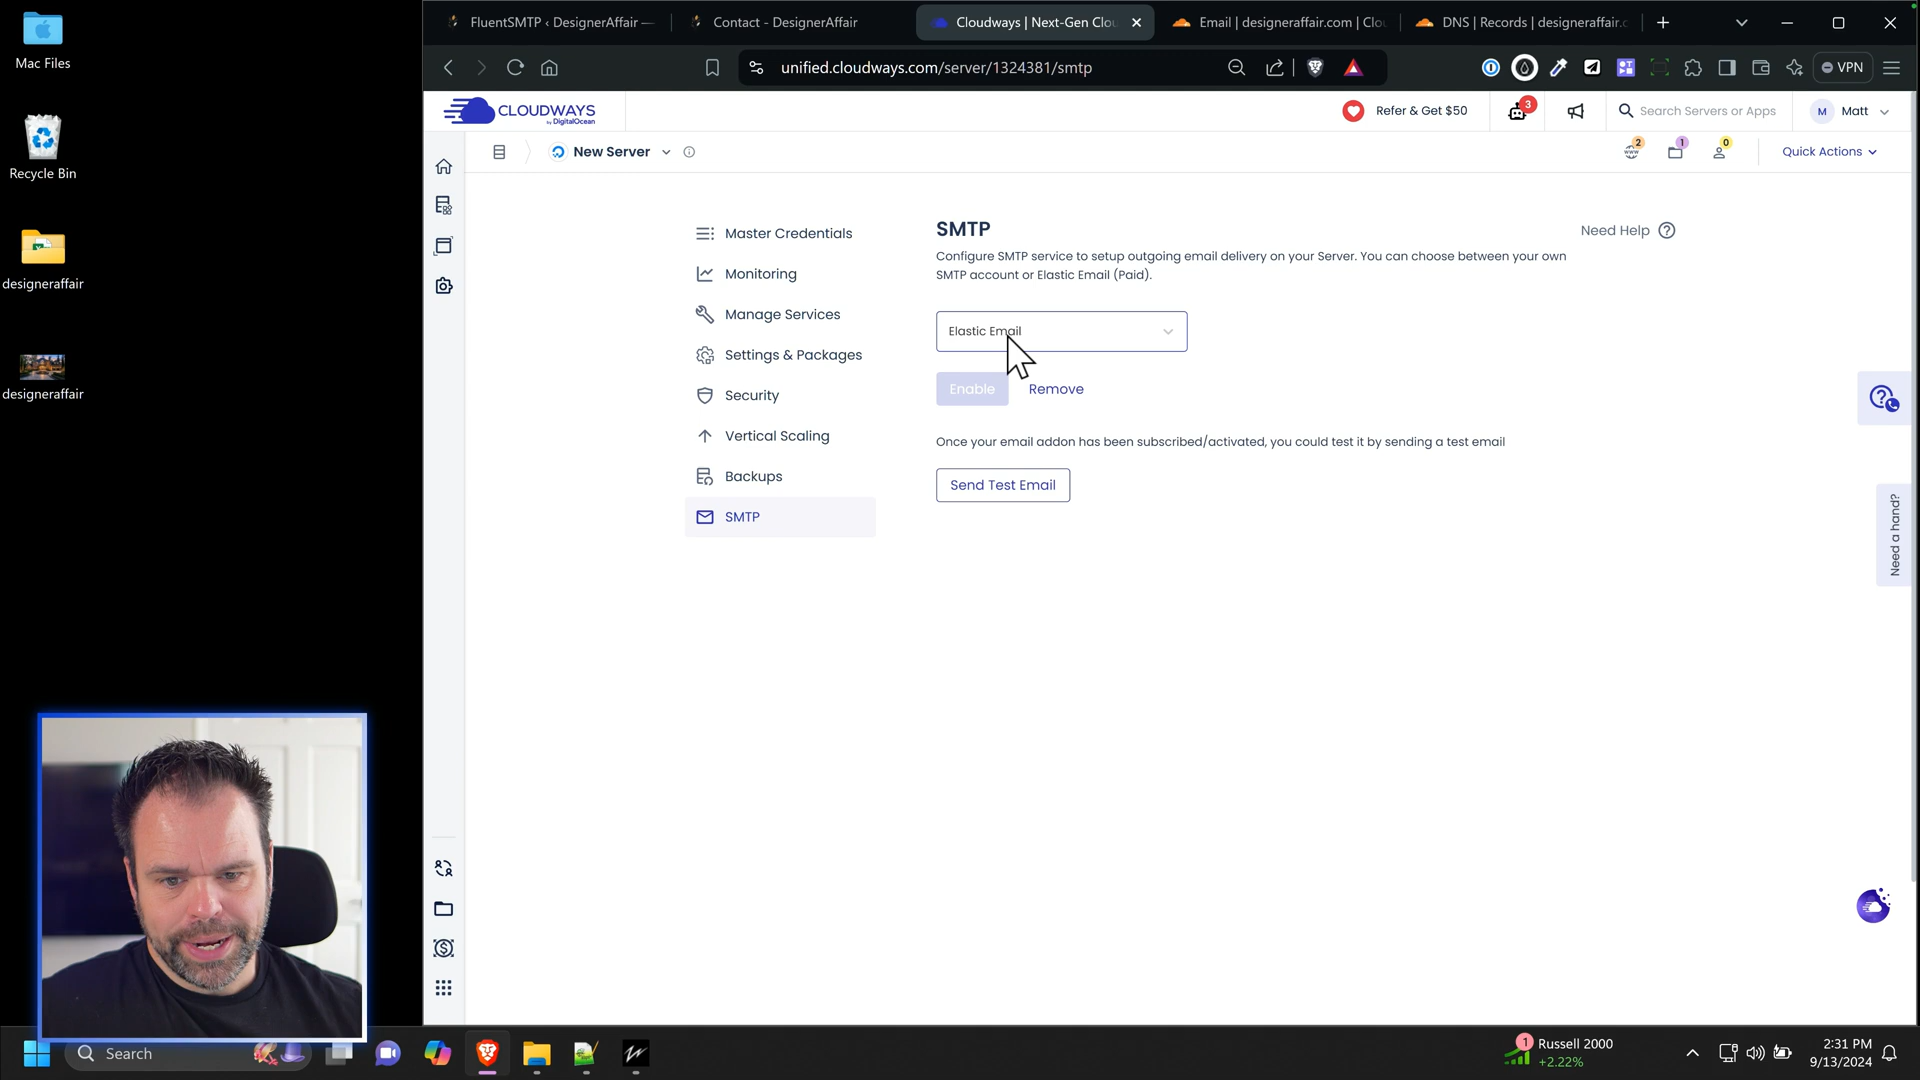 Mac Files
Recycle Bin
designeraffair
designeraffair
FluentSMTP ‹ DesignerAffair —
Contact - DesignerAffair
Cloudways | Next-Gen Clou
Email | designeraffair.com | Clo
DNS | Records | designeraffair.c
unified.cloudways.com/server/1324381/smtp
VPN
CLOUDWAYS
by DigitalOcean
Refer & Get $50
3
Search Servers or Apps
M
Matt
New Server
2
1
0
Quick Actions
Master Credentials
Monitoring
Manage Services
Settings & Packages
Security
Vertical Scaling
Backups
SMTP
SMTP
Need Help
Configure SMTP service to setup outgoing email delivery on your Server. You can choose between your own
SMTP account or Elastic Email (Paid).
Elastic Email
Enable
Remove
Once your email addon has been subscribed/activated, you could test it by sending a test email
Send Test Email
Need a hand?
Search
1
Russell 2000
+2.22%
2:31 PM
9/13/2024